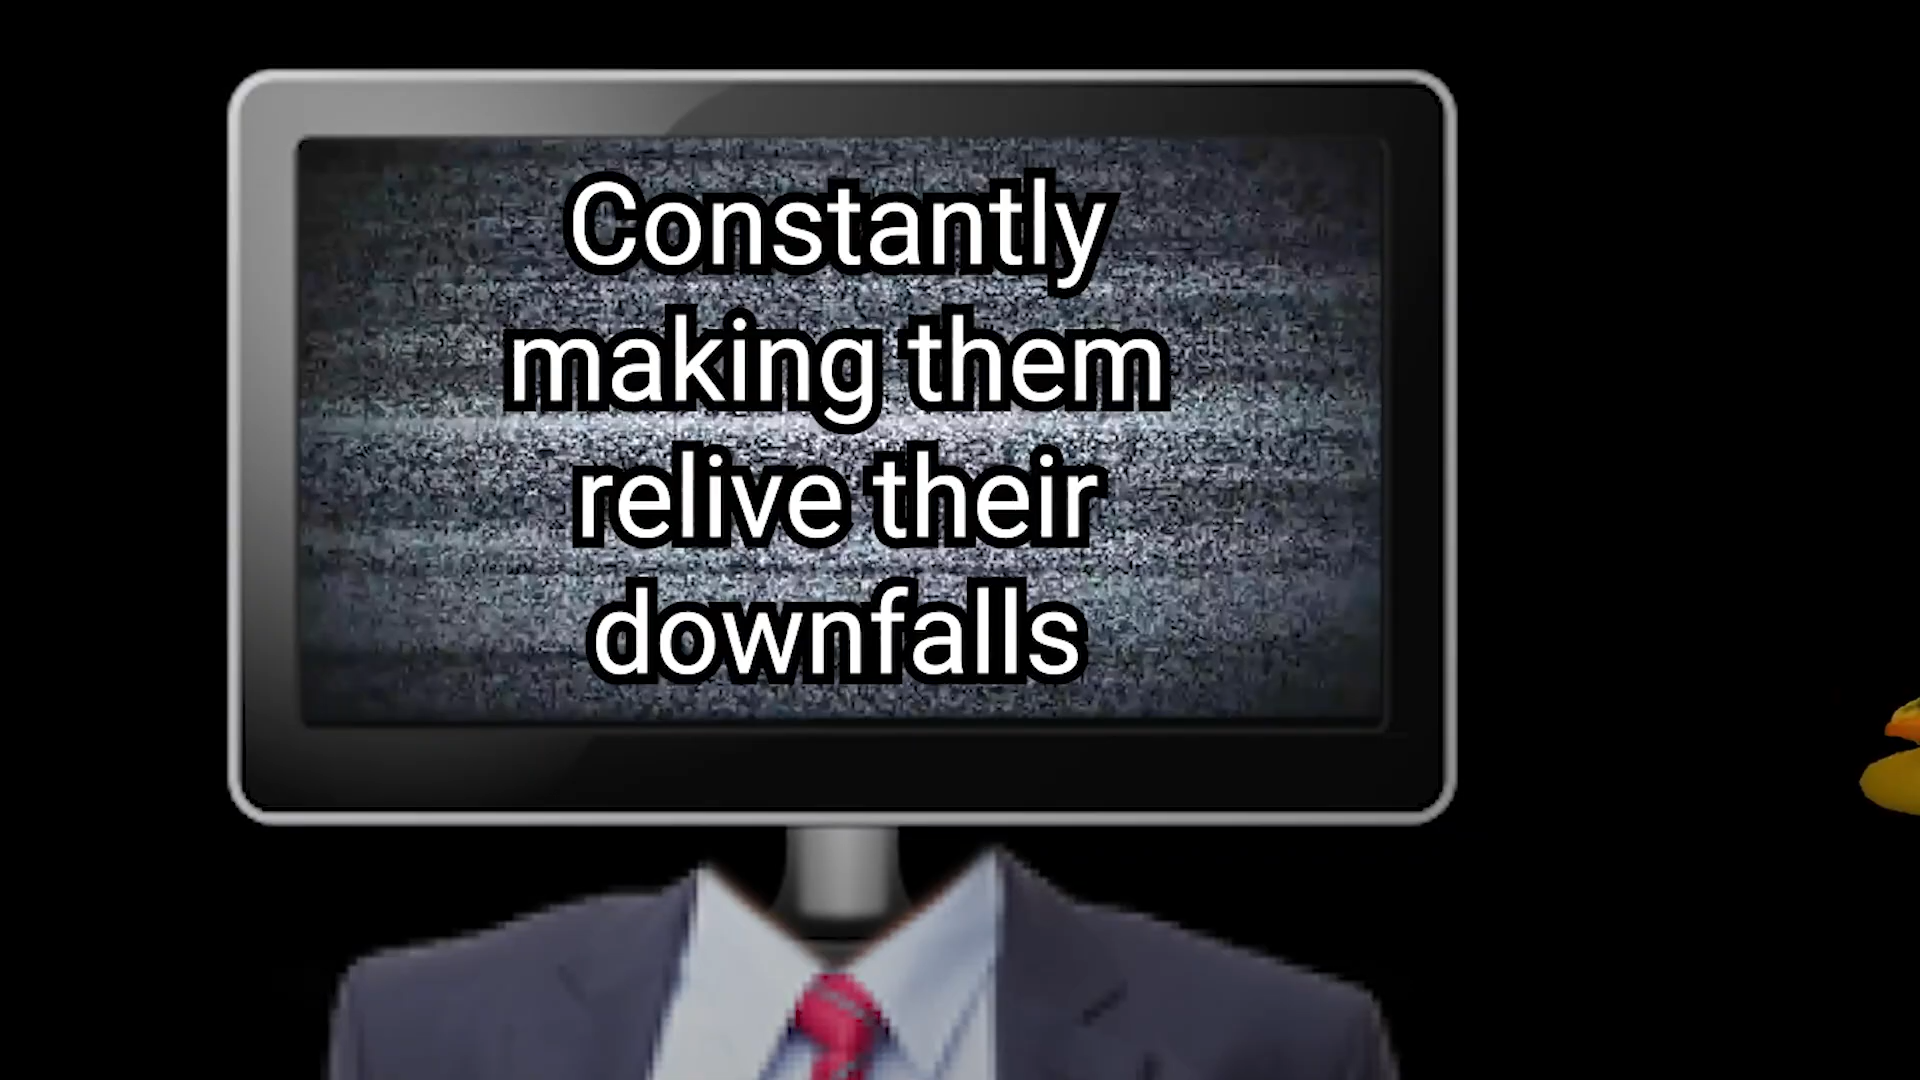 Constantly
making them
relive their
downfalls